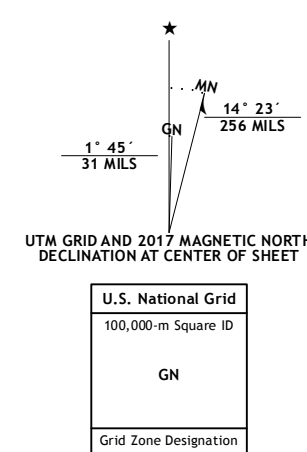 MN
14° 23´
256 MILS
GN
1° 45´
31 MILS
UTM GRID AND 2017 MAGNETIC NORTH
DECLINATION AT CENTER OF SHEET
U.S. National Grid
100,000-m Square ID
GN
Grid Zone Designation